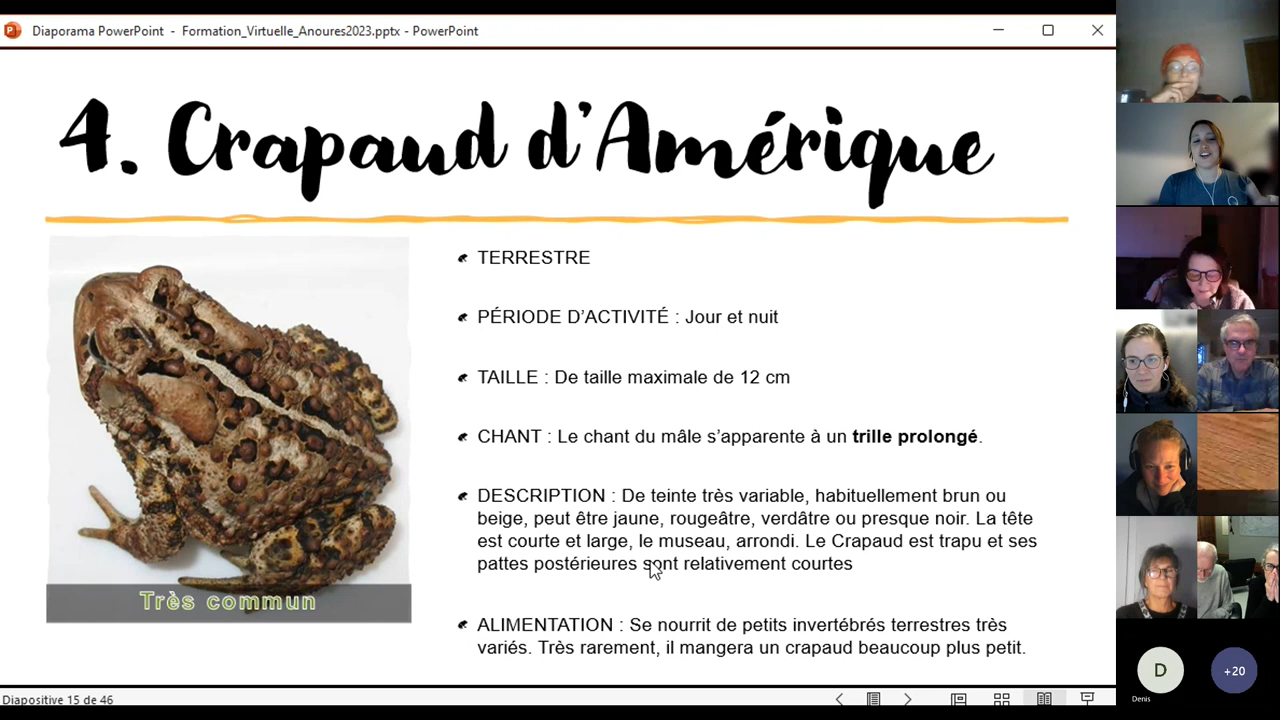 Diaporama PowerPoint - Formation_Virtuelle_Anoures2023.pptx - PowerPoint
4. Crapaud d'Amérique
TERRESTRE
PÉRIODE D'ACTIVITÉ : Jour et nuit
TAILLE : De taille maximale de 12 cm
CHANT : Le chant du mâle s'apparente à un trille prolongé.
DESCRIPTION : De teinte très variable, habituellement brun ou
beige, peut être jaune, rougeâtre, verdâtre ou presque noir. La tête
est courte et large, le museau, arrondi. Le Crapaud est trapu et ses
pattes postérieures sont relativement courtes
Très commun
ALIMENTATION : Se nourrit de petits invertébrés terrestres très
variés. Très rarement, il mangera un crapaud beaucoup plus petit.
D
+20
Denis
Diapositive 15 de 46